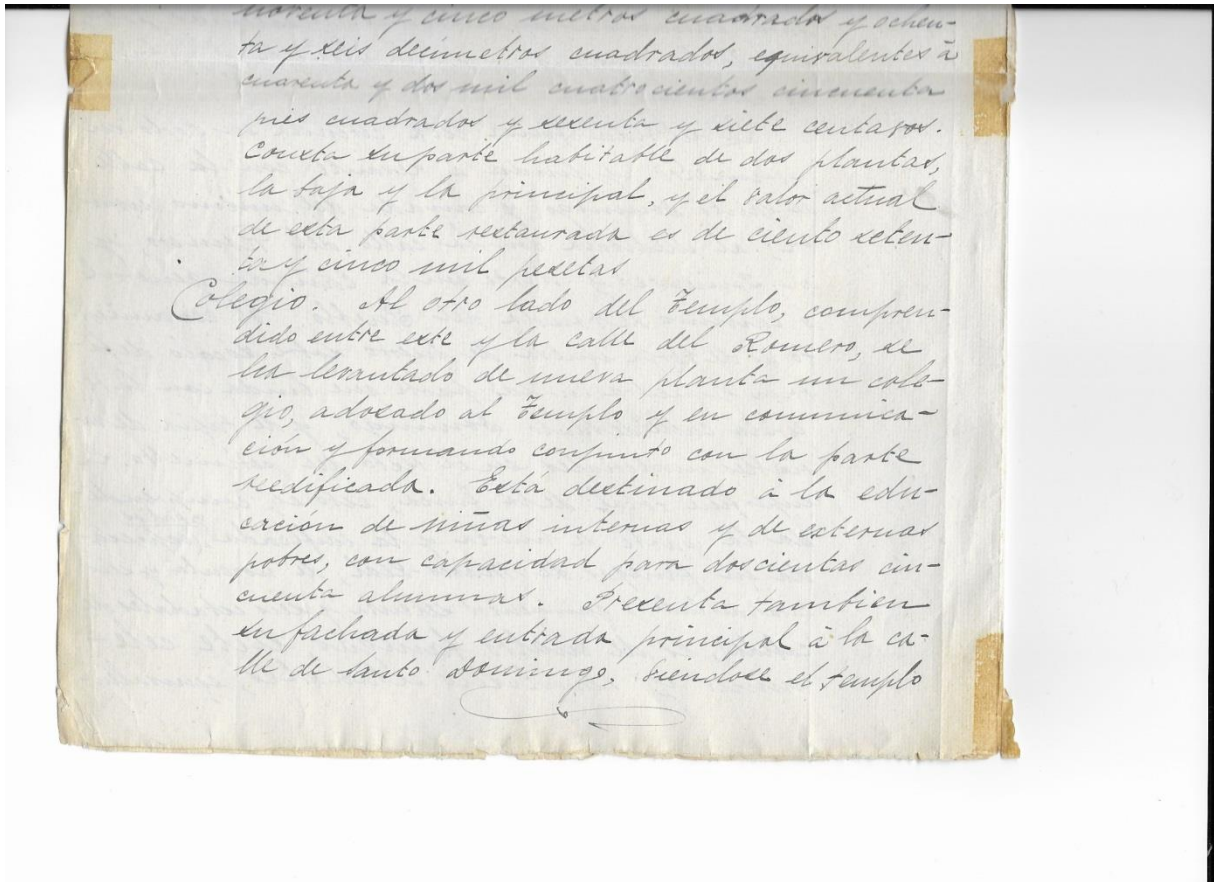 noventa y cinco metros cuadrados y ochen-
ta y seis decimetros cuadrados, equivalentes à
cuarenta y dos mil cuatrocientos cincuenta
pies cuadrados y sesenta y siete centavos.
Consta su parte habitable de dos plantas,
la baja y la principal, y el valor actual
de esta parte restaurada es de ciento seten-
ta y cinco mil pesetas
Colegio. Al otro lado del Templo, compren-
dido entre este y la calle del Romero, se
ha levantado de nueva planta un cole-
gio, adosado al Templo y en comunica-
ción y formando conjunto con la parte
reedificada. Está destinado à la edu-
cación de niñas internas y de externas
pobres, con capacidad para doscientas cin-
cuenta alumnas. Presenta tambien
su fachada y entrada principal à la ca-
lle de Santo Domingo, viendose el templo